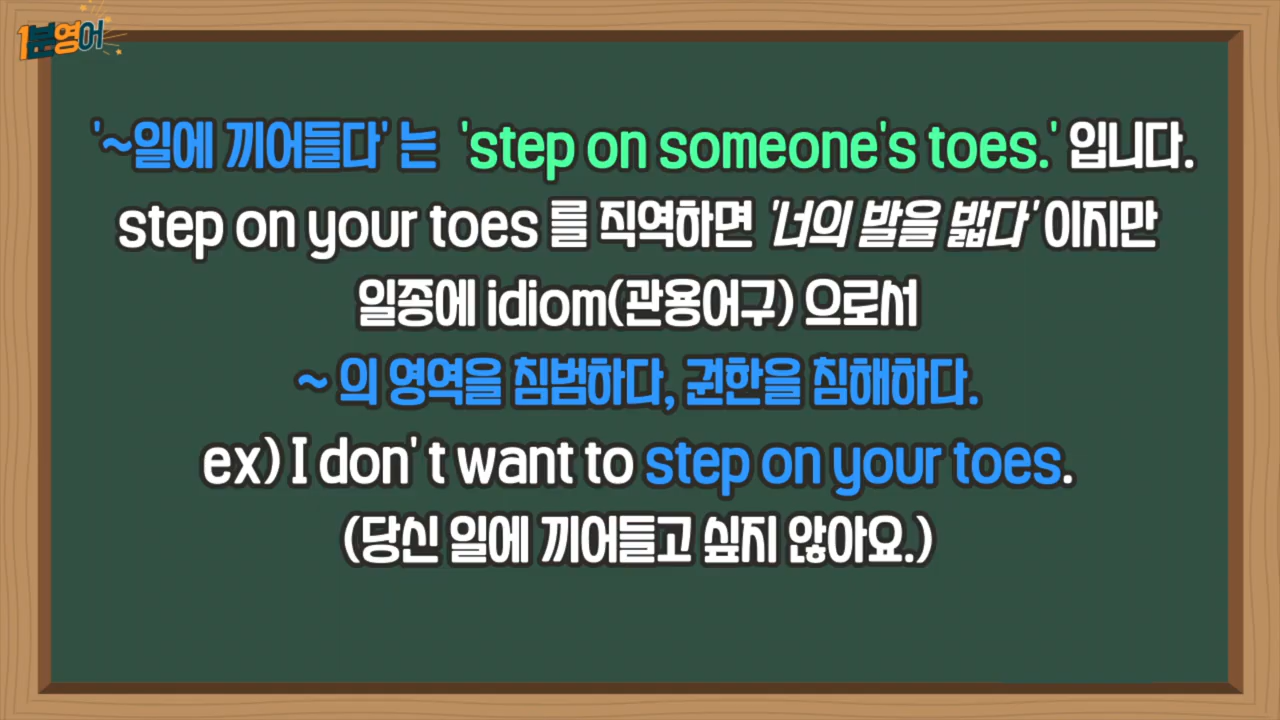 1분영어
'~일에 끼어들다' 는 'step on someone's toes.' 입니다.
step on your toes 를 직역하면 '너의 발을 밟다' 이지만
일종에 idiom(관용어구) 으로서
~ 의 영역을 침범하다, 권한을 침해하다.
ex) I don' t want to step on your toes.
(당신 일에 끼어들고 싶지 않아요.)